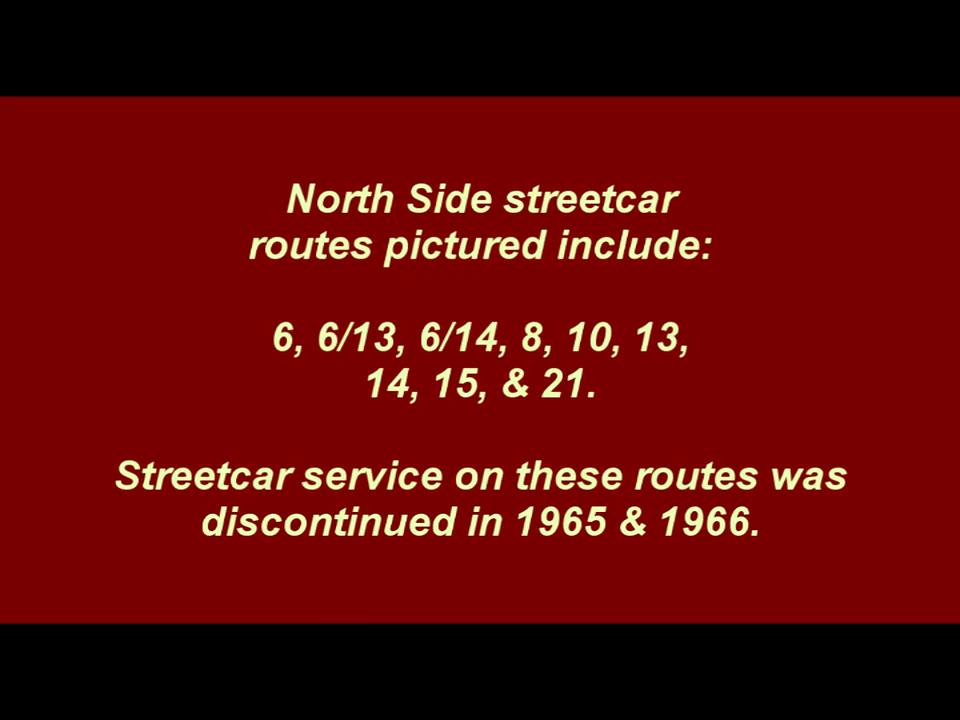 North Side streetcar
routes pictured include:
6, 6/13, 6/14, 8, 10, 13,
14, 15, & 21.
Streetcar service on these routes was
discontinued in 1965 & 1966.